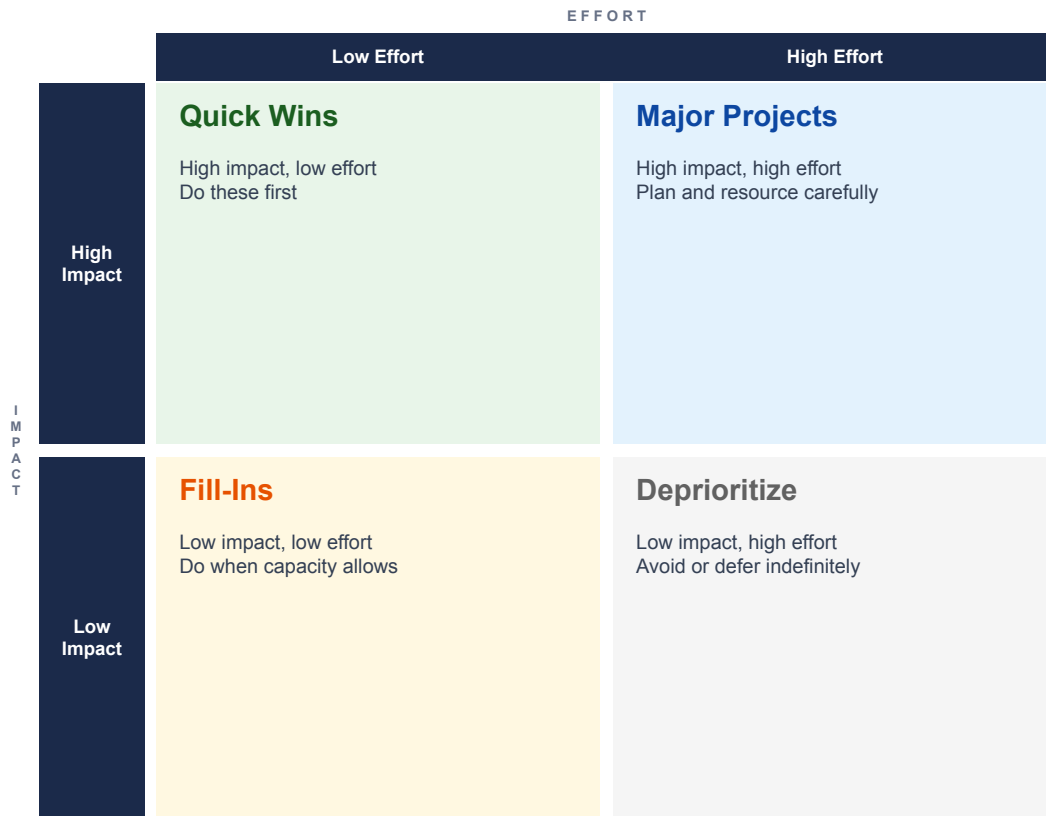 EFFORT
Low Effort
High Effort
High
Impact
Quick Wins
High impact, low effort
Do these first
Major Projects
High impact, high effort
Plan and resource carefully
IMPACT
Low
Impact
Fill-Ins
Low impact, low effort
Do when capacity allows
Deprioritize
Low impact, high effort
Avoid or defer indefinitely